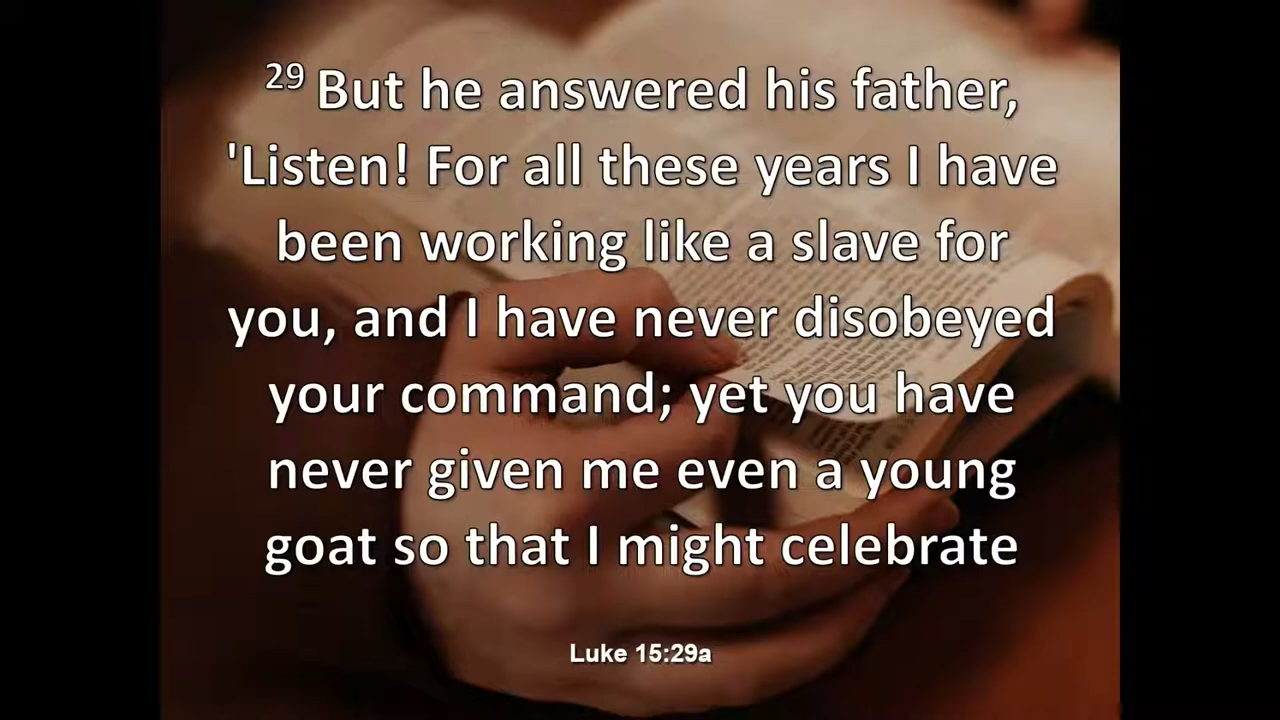 29 But he answered his father,
'Listen! For all these years I have
been working like a slave for
you, and I have never disobeyed
your command; yet you have
never given me even a young
goat so that I might celebrate
Luke 15:29a